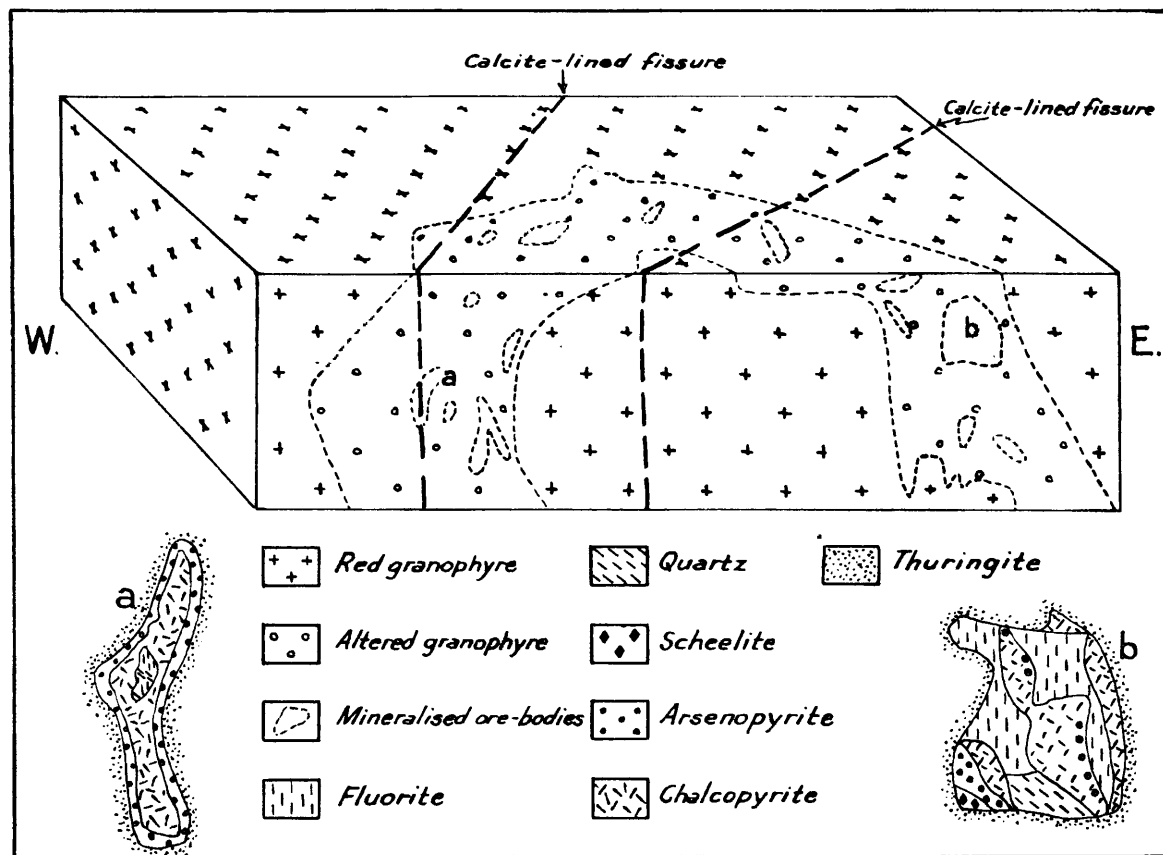 Calcite-lined fissure
Calcite-lined fissure
W.
a
b
E.
a
Red granophyre
Quartz
Thuringite
Altered granophyre
Scheelite
b
Mineralised ore-bodies
Arsenopyrite
Fluorite
Chalcopyrite